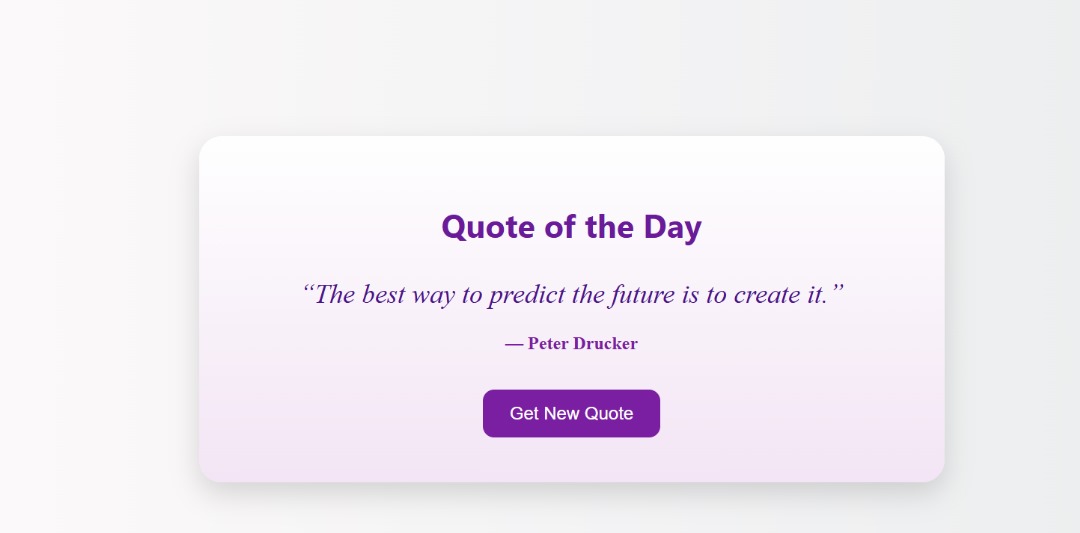 Quote of the Day
“The best way to predict the future is to create it.”
— Peter Drucker
Get New Quote